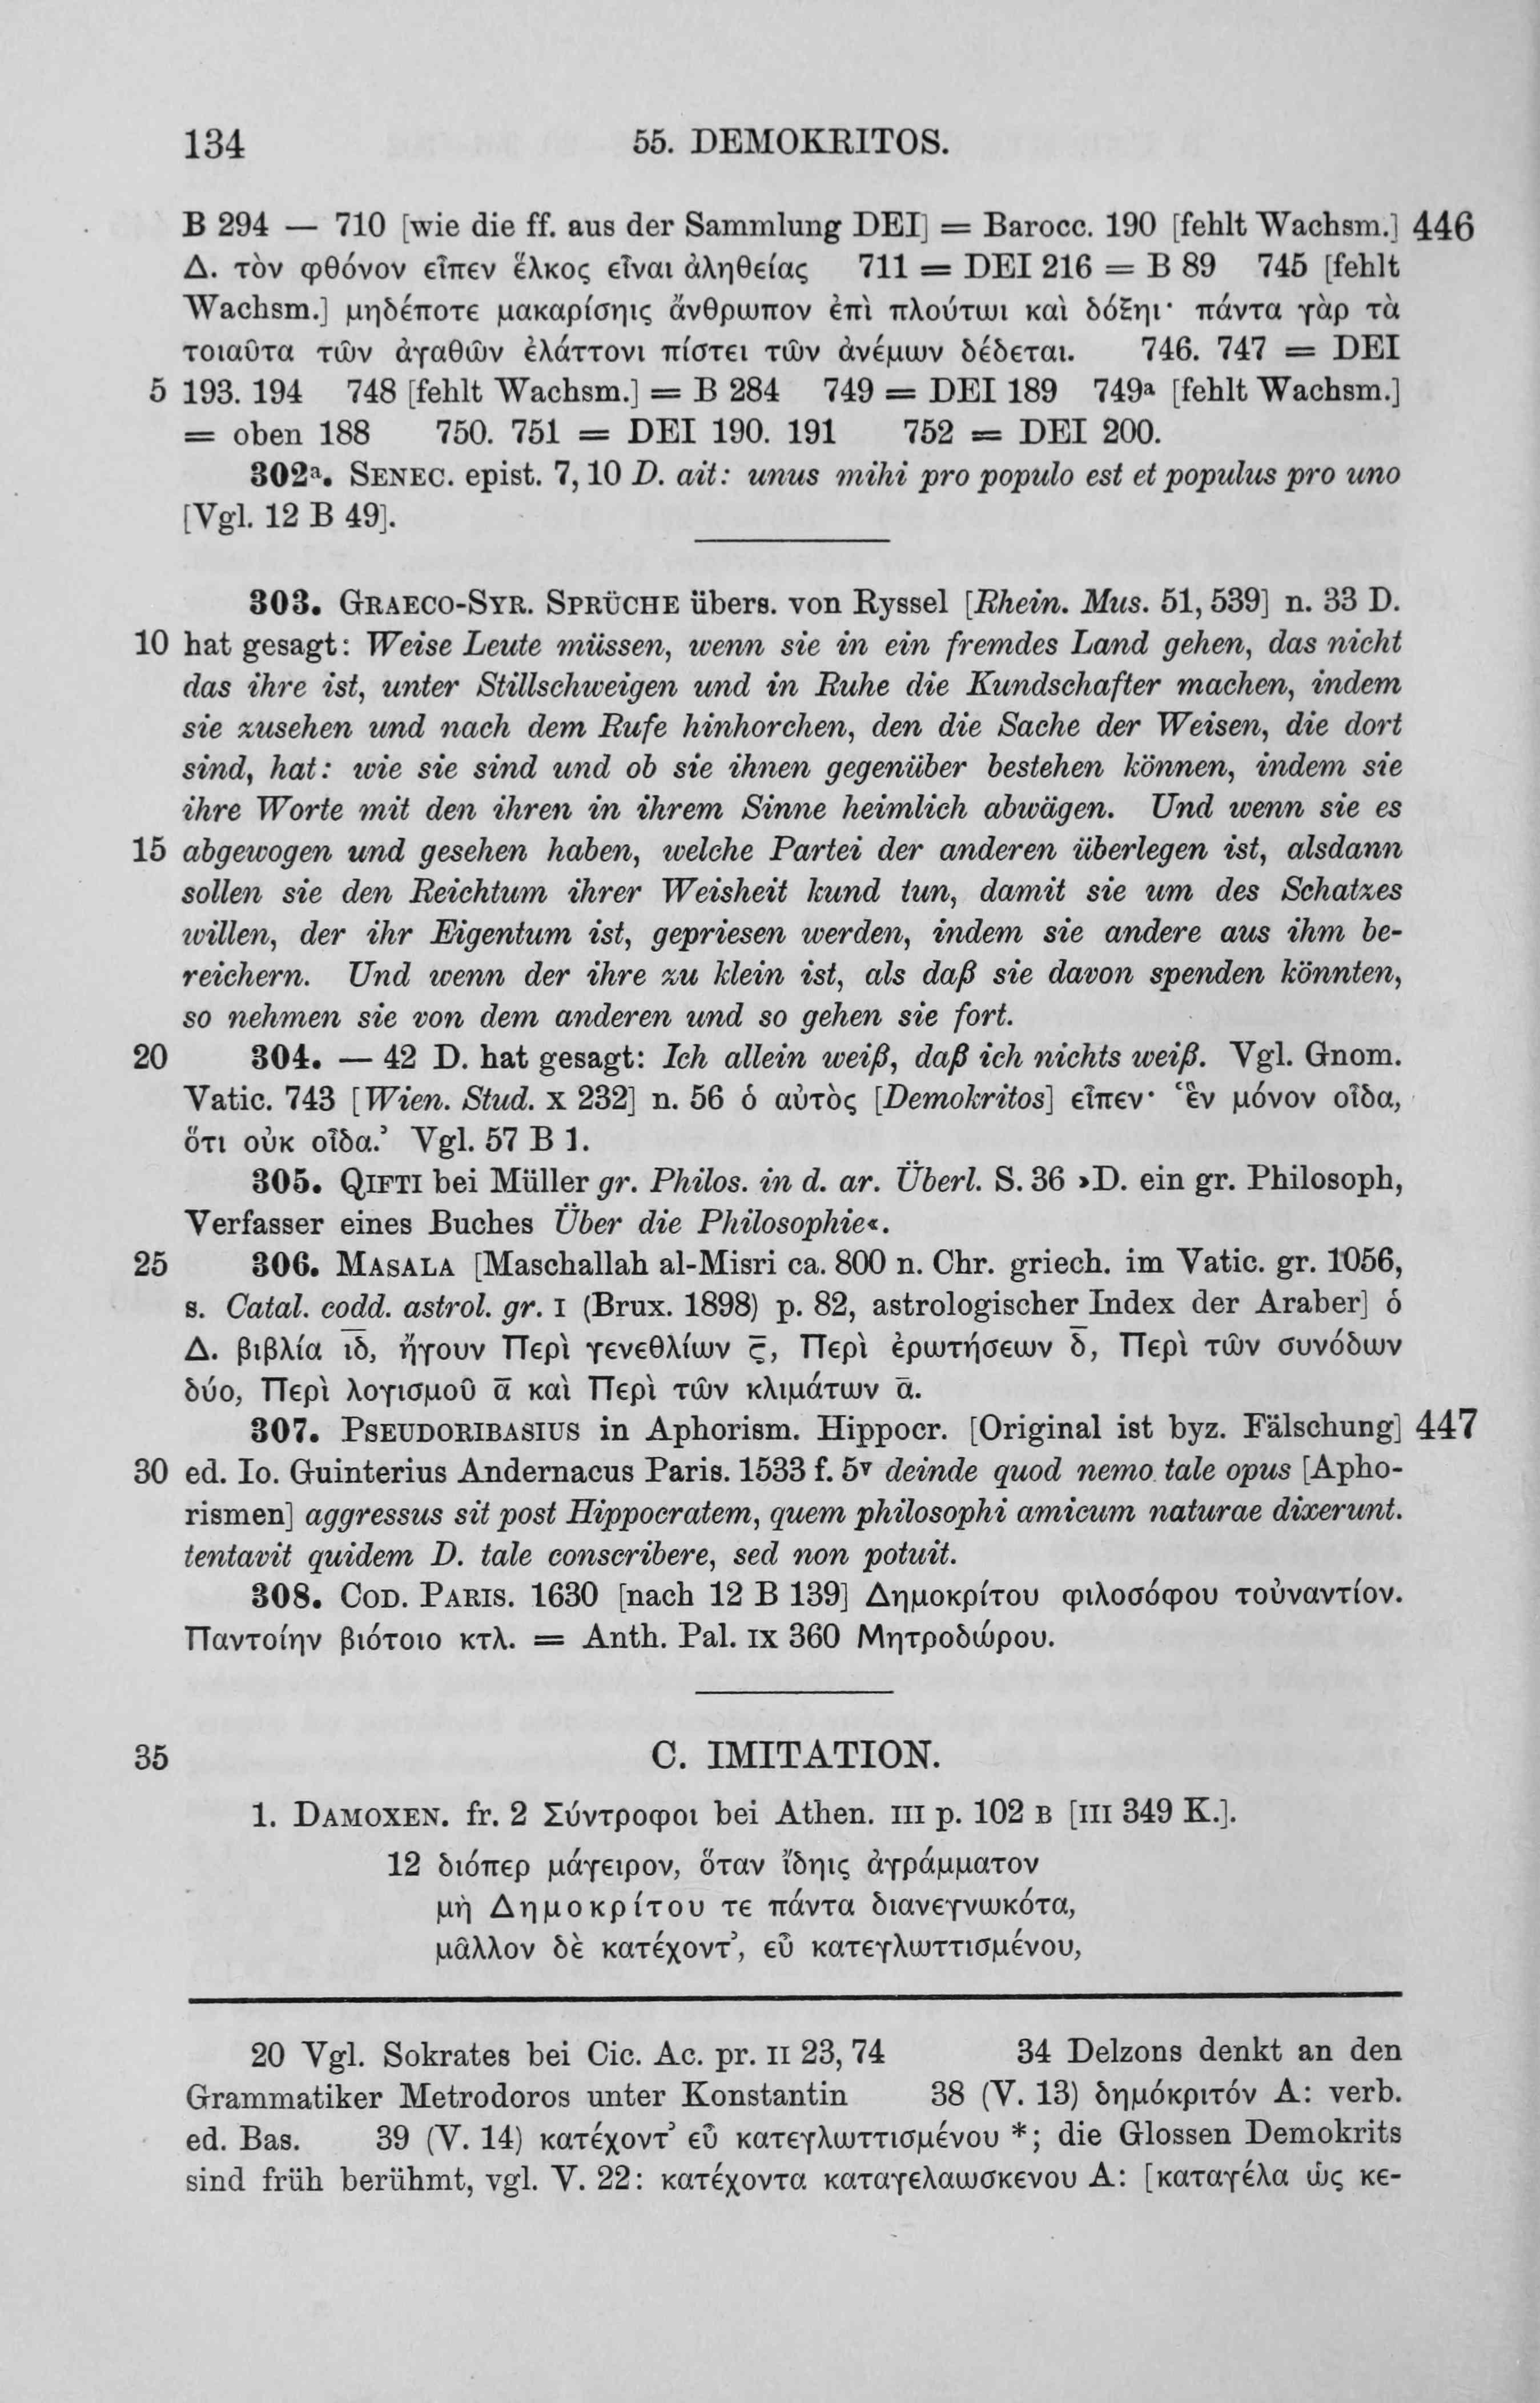 134 55. DEMOKRITOS.
B 294 — 710 [wie die ff. aus der Sammlung DEI] = Barocc. 190 [fehlt Wachsm.] 446
Δ. τὸν φθόνον εἶπεν ἕλκος εἶναι ἀληθείας 711 = DEI 216 = B 89 745 [fehlt
Wachsm.] μηδέποτε μακαρίσηις ἄνθρωπον ἐπὶ πλούτωι καὶ δόξηι· πάντα γὰρ τὰ
τοιαῦτα τῶν ἀγαθῶν ἐλάττονι πίστει τῶν ἀνέμων δέδεται. 746. 747 = DEI
5 193. 194 748 [fehlt Wachsm.] = B 284 749 = DEI 189 749ᵃ [fehlt Wachsm.]
= oben 188 750. 751 = DEI 190. 191 752 = DEI 200.
302ᵃ. SENEC. epist. 7, 10 D. ait: unus mihi pro populo est et populus pro uno
[Vgl. 12 B 49].
303. GRAECO-SYR. SPRÜCHE übers. von Ryssel [Rhein. Mus. 51, 539] n. 33 D.
10 hat gesagt: Weise Leute müssen, wenn sie in ein fremdes Land gehen, das nicht
das ihre ist, unter Stillschweigen und in Ruhe die Kundschafter machen, indem
sie zusehen und nach dem Rufe hinhorchen, den die Sache der Weisen, die dort
sind, hat: wie sie sind und ob sie ihnen gegenüber bestehen können, indem sie
ihre Worte mit den ihren in ihrem Sinne heimlich abwägen. Und wenn sie es
15 abgewogen und gesehen haben, welche Partei der anderen überlegen ist, alsdann
sollen sie den Reichtum ihrer Weisheit kund tun, damit sie um des Schatzes
willen, der ihr Eigentum ist, gepriesen werden, indem sie andere aus ihm be-
reichern. Und wenn der ihre zu klein ist, als daß sie davon spenden könnten,
so nehmen sie von dem anderen und so gehen sie fort.
20 304. — 42 D. hat gesagt: Ich allein weiß, daß ich nichts weiß. Vgl. Gnom.
Vatic. 743 [Wien. Stud. X 232] n. 56 ὁ αὐτὸς [Demokritos] εἶπεν· ‘ἓν μόνον οἶδα,
ὅτι οὐκ οἶδα.’ Vgl. 57 B 1.
305. QIFTI bei Müller gr. Philos. in d. ar. Überl. S. 36 »D. ein gr. Philosoph,
Verfasser eines Buches Über die Philosophie«.
25 306. MASALA [Maschallah al-Misri ca. 800 n. Chr. griech. im Vatic. gr. 1056,
s. Catal. codd. astrol. gr. I (Brux. 1898) p. 82, astrologischer Index der Araber] ὁ
Δ. βιβλία ῑδ̄, ἤγουν Περὶ γενεθλίων ϛ̄, Περὶ ἐρωτήσεων δ̄, Περὶ τῶν συνόδων
δύο, Περὶ λογισμοῦ ᾱ καὶ Περὶ τῶν κλιμάτων ᾱ.
307. PSEUDORIBASIUS in Aphorism. Hippocr. [Original ist byz. Fälschung] 447
30 ed. Io. Guinterius Andernacus Paris. 1533 f. 5ᵛ deinde quod nemo tale opus [Apho-
rismen] aggressus sit post Hippocratem, quem philosophi amicum naturae dixerunt.
tentavit quidem D. tale conscribere, sed non potuit.
308. COD. PARIS. 1630 [nach 12 B 139] Δημοκρίτου φιλοσόφου τοὐναντίον.
Παντοίην βιότοιο κτλ. = Anth. Pal. IX 360 Μητροδώρου.
35 C. IMITATION.
1. DAMOXEN. fr. 2 Σύντροφοι bei Athen. III p. 102 B [III 349 K.].
12 διόπερ μάγειρον, ὅταν ἴδηις ἀγράμματον
μὴ Δημοκρίτου τε πάντα διανεγνωκότα,
μᾶλλον δὲ κατέχοντ’, εὖ κατεγλωττισμένου,
20 Vgl. Sokrates bei Cic. Ac. pr. II 23, 74 34 Delzons denkt an den
Grammatiker Metrodoros unter Konstantin 38 (V. 13) δημόκριτόν A: verb.
ed. Bas. 39 (V. 14) κατέχοντ’ εὖ κατεγλωττισμένου *; die Glossen Demokrits
sind früh berühmt, vgl. V. 22: κατέχοντα καταγελαωσκενου A: [καταγέλα ὡς κε-